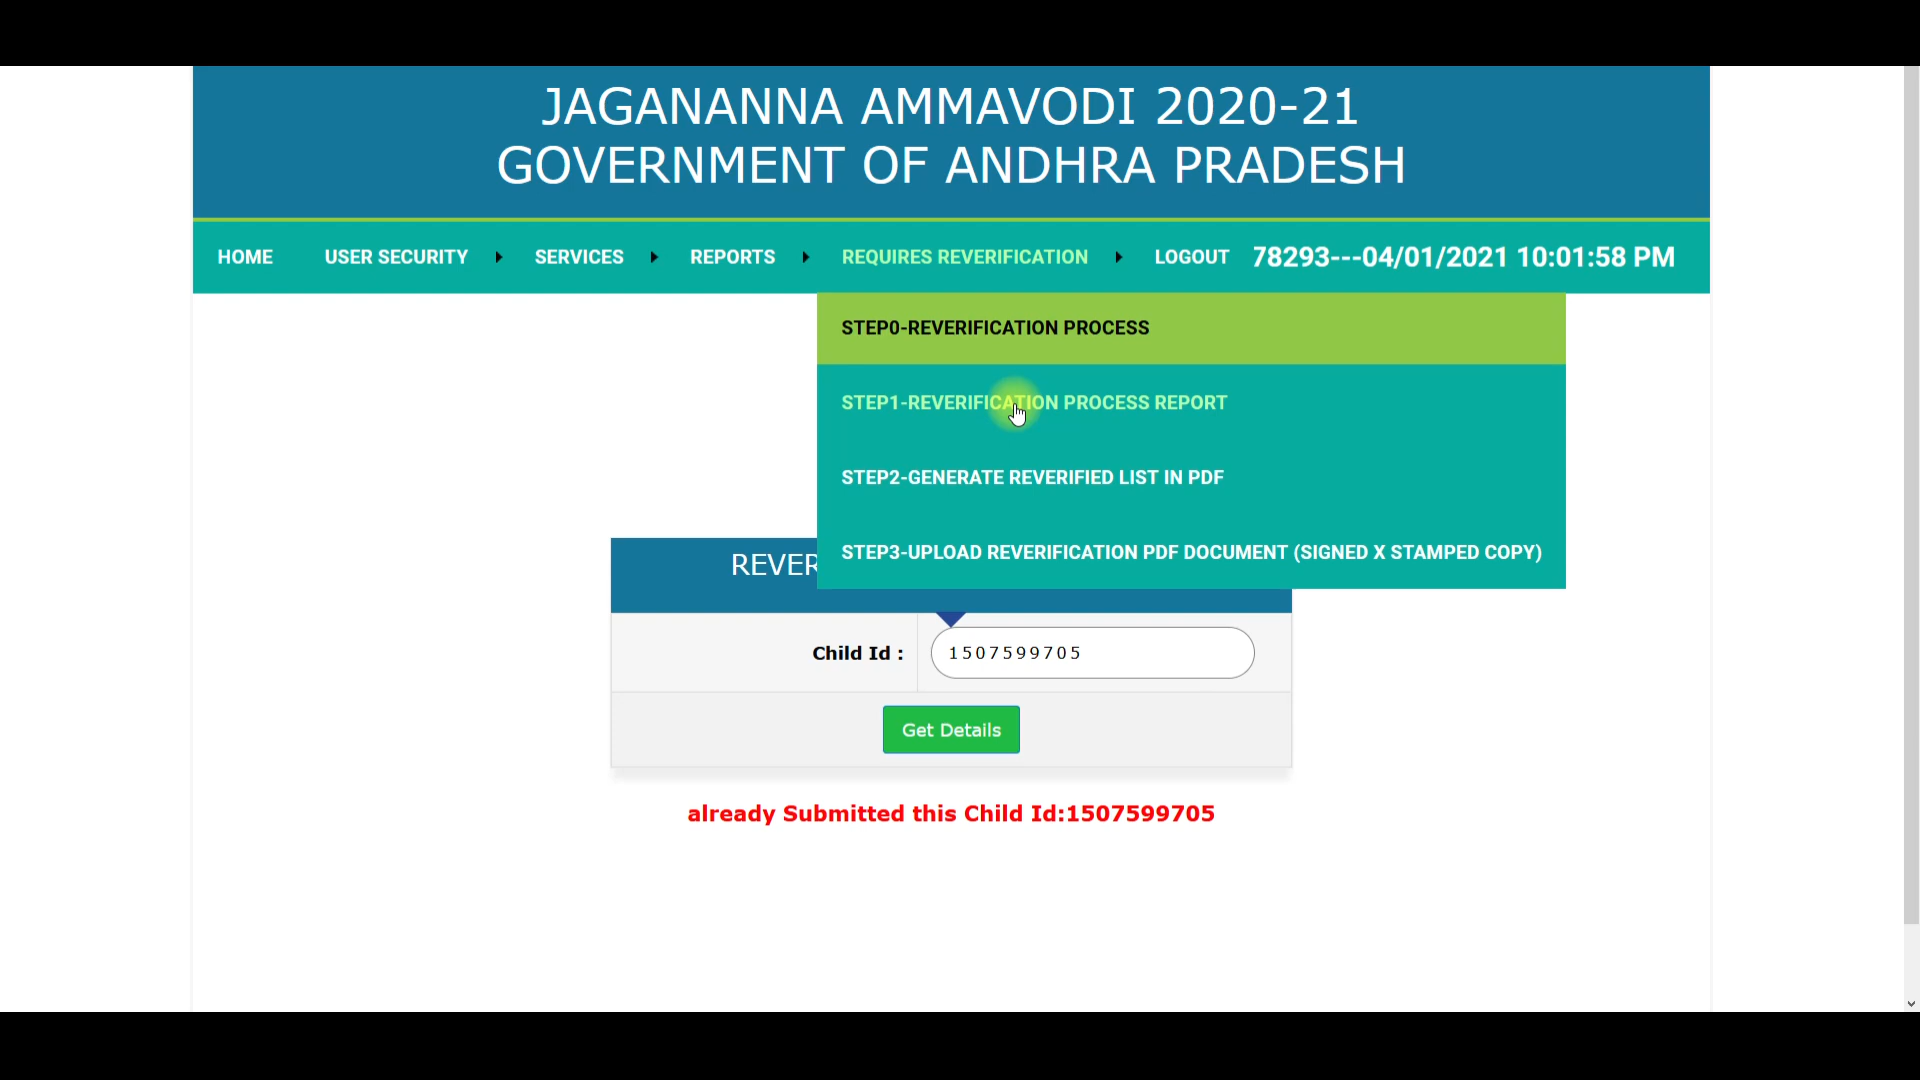 JAGANANNA AMMAVODI 2020-21
GOVERNMENT OF ANDHRA PRADESH
HOME USER SECURITY SERVICES REPORTS REQUIRES REVERIFICATION LOGOUT 78293---04/01/2021 10:01:58 PM
STEP0-REVERIFICATION PROCESS
STEP1-REVERIFICATION PROCESS REPORT
STEP2-GENERATE REVERIFIED LIST IN PDF
STEP3-UPLOAD REVERIFICATION PDF DOCUMENT (SIGNED X STAMPED COPY)
Child Id : 1507599705
Get Details
already Submitted this Child Id:1507599705